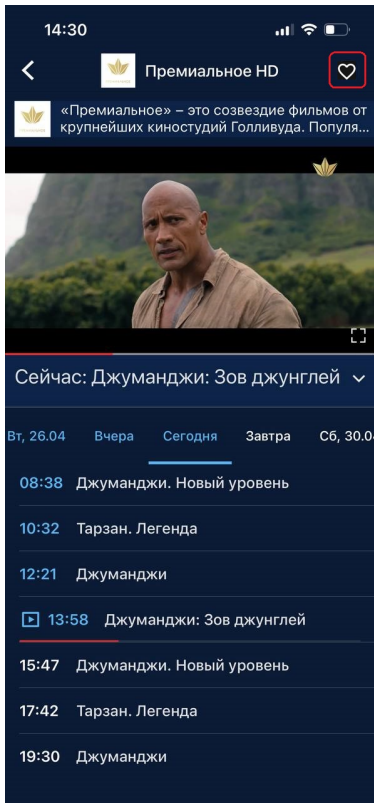 14:30
Премиальное HD
«Премиальное» – это созвездие фильмов от
крупнейших киностудий Голливуда. Популя...
Сейчас: Джуманджи: Зов джунглей
Вт, 26.04 Вчера Сегодня Завтра Сб, 30.0
08:38 Джуманджи. Новый уровень
10:32 Тарзан. Легенда
12:21 Джуманджи
13:58 Джуманджи: Зов джунглей
15:47 Джуманджи. Новый уровень
17:42 Тарзан. Легенда
19:30 Джуманджи